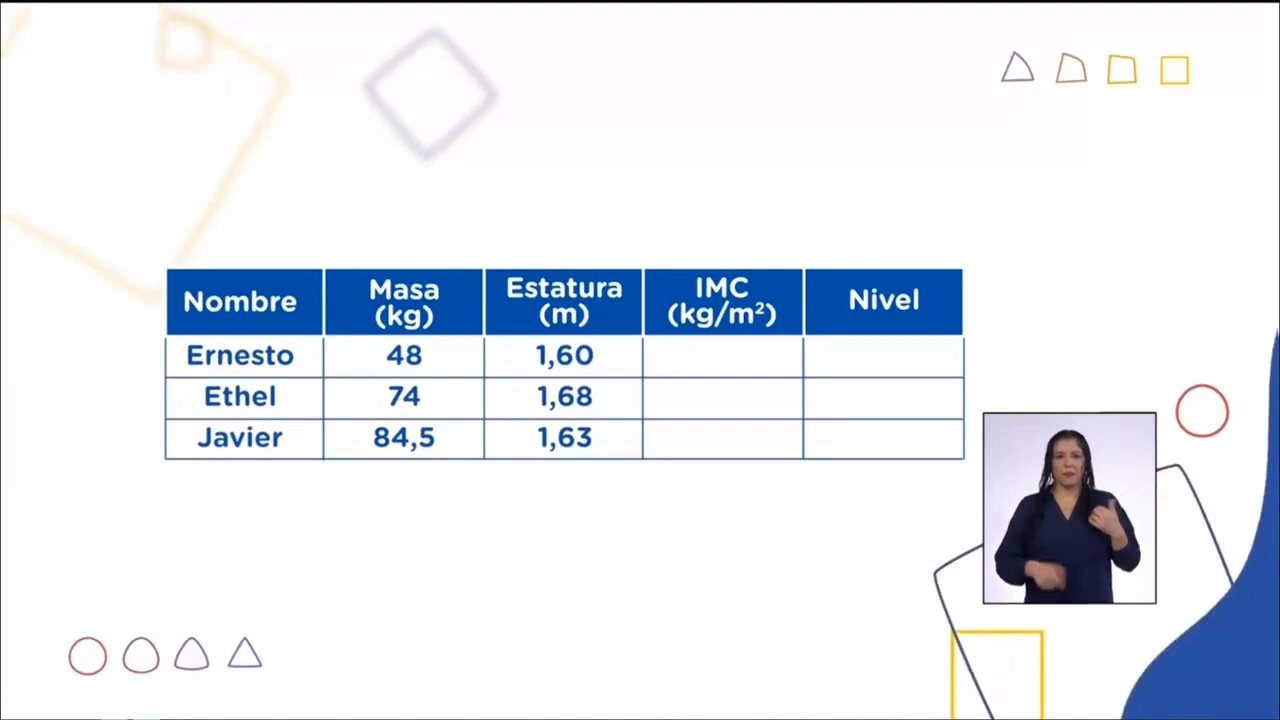 Nombre Masa (kg) Estatura (m) IMC (kg/m²) Nivel
Ernesto 48 1,60
Ethel 74 1,68
Javier 84,5 1,63